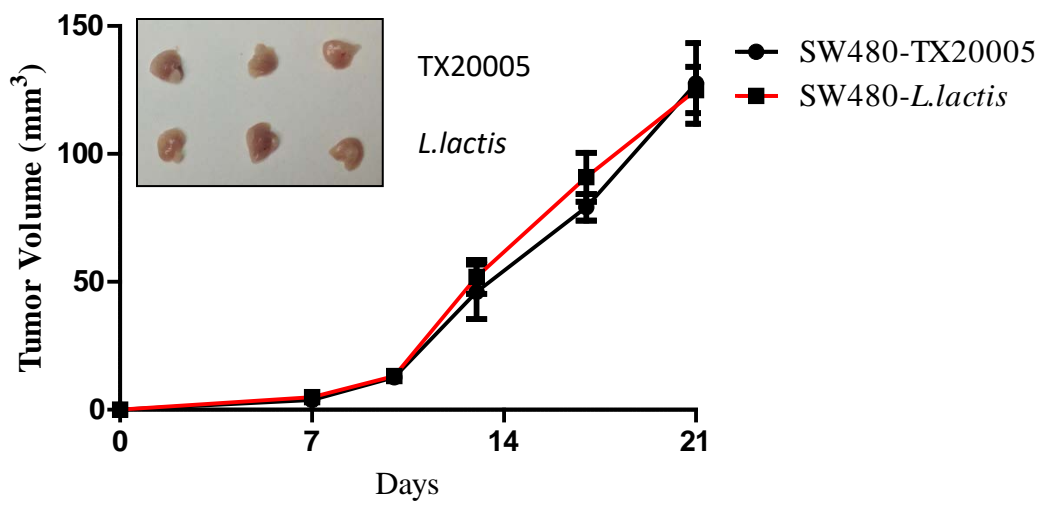 150
100
50
0
Tumor Volume (mm³)
TX20005
L.lactis
SW480-TX20005
SW480-L.lactis
0 7 14 21
Days